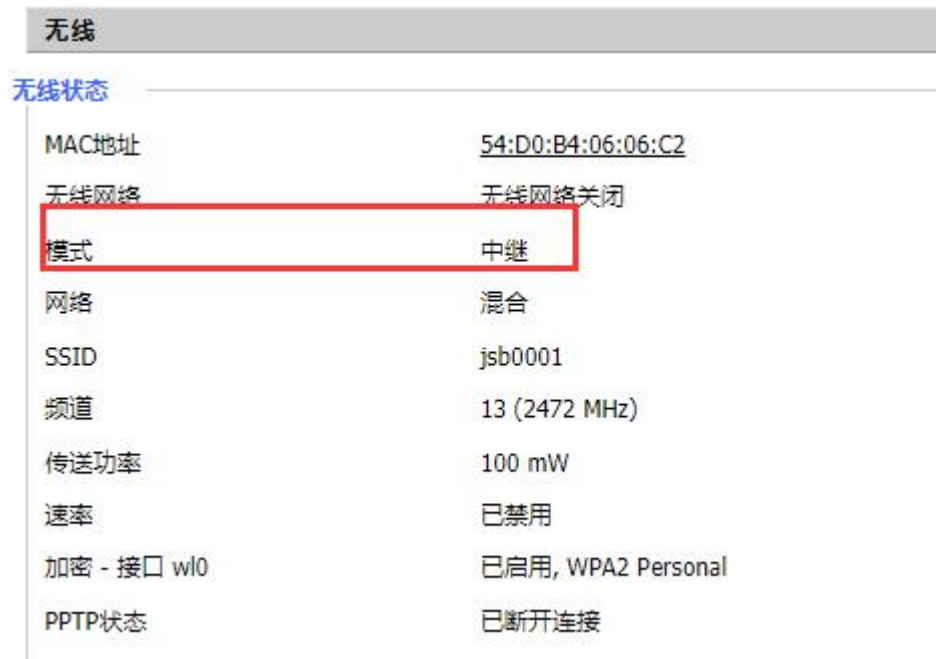 无线
无线状态
MAC地址 54:D0:B4:06:06:C2
无线网络 无线网络关闭
模式 中继
网络 混合
SSID jsb0001
频道 13 (2472 MHz)
传送功率 100 mW
速率 已禁用
加密 - 接口 wl0 已启用, WPA2 Personal
PPTP状态 已断开连接